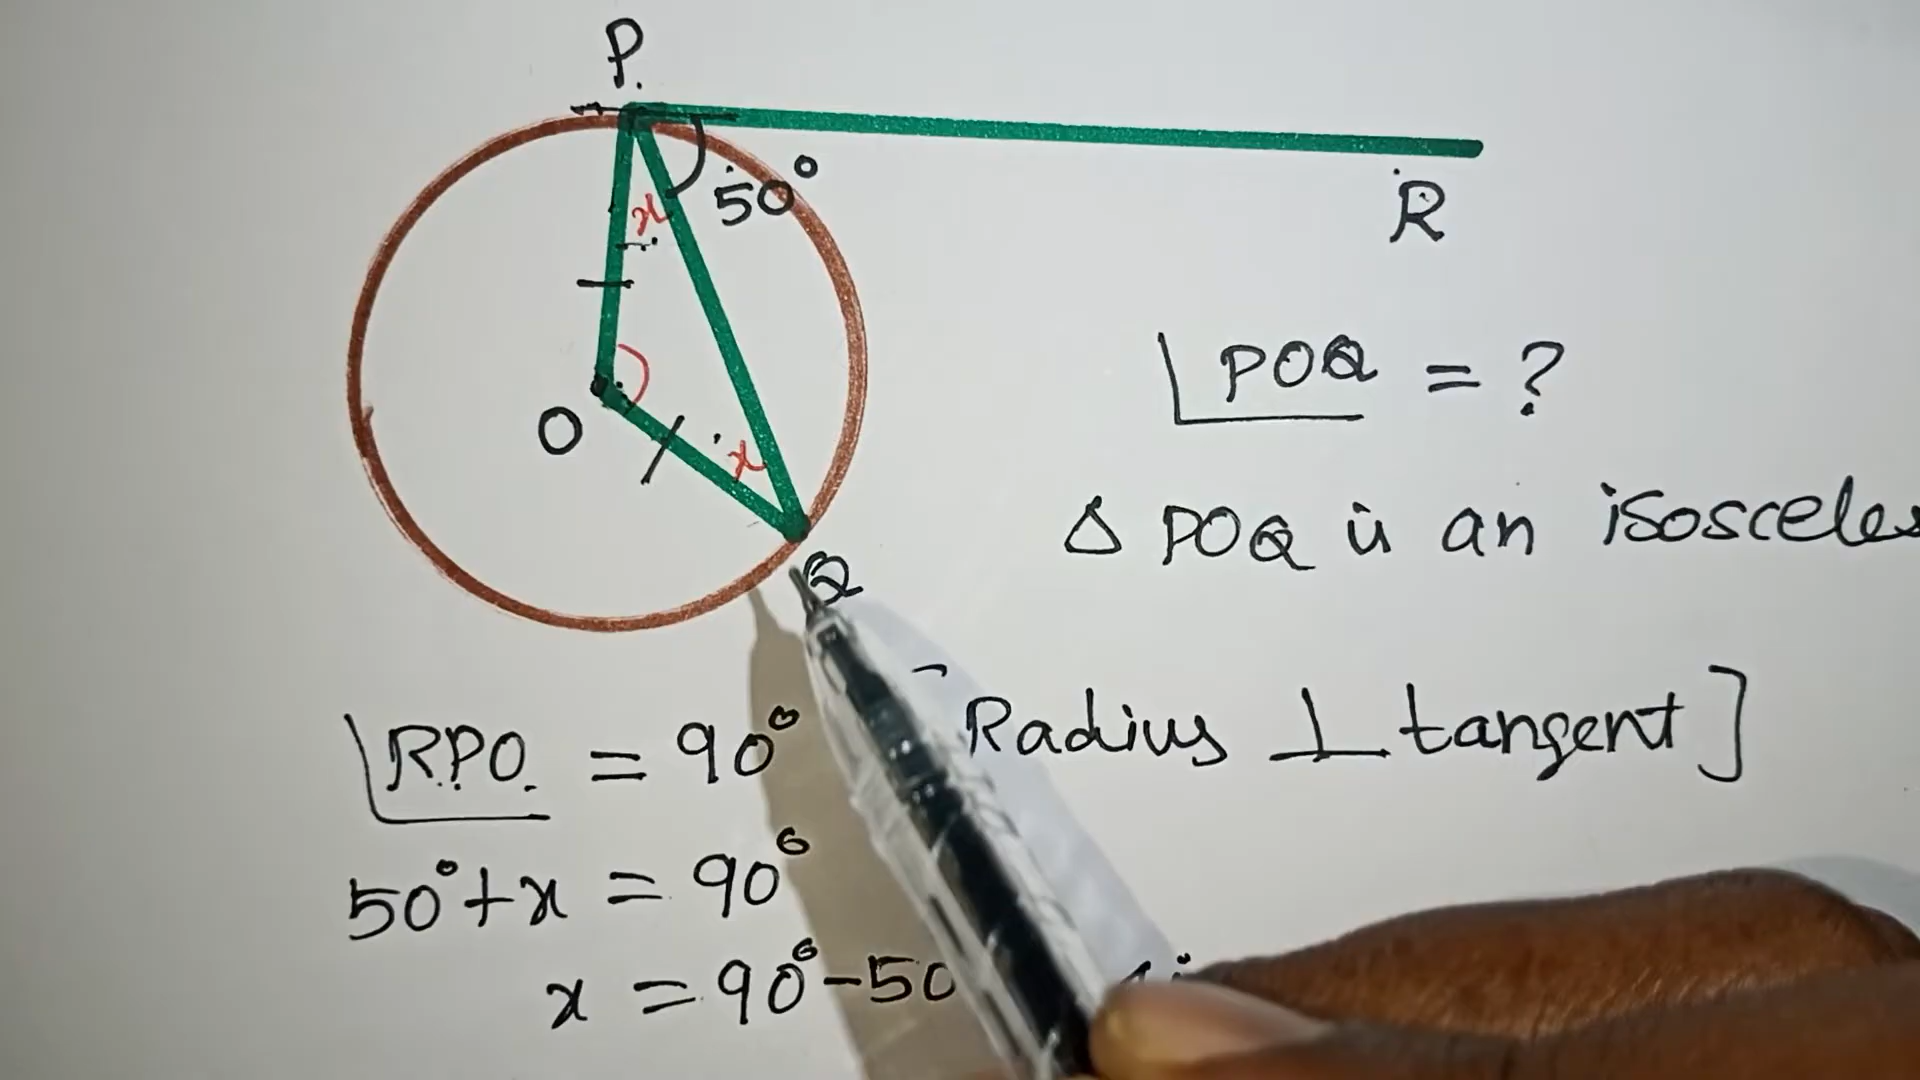 P
50°
x
R
∠POQ = ?
O
x
△ POQ is an isosceles
Q
∠RPO = 90° Radius ⊥ tangent]
50°+x = 90°
x = 90°-50